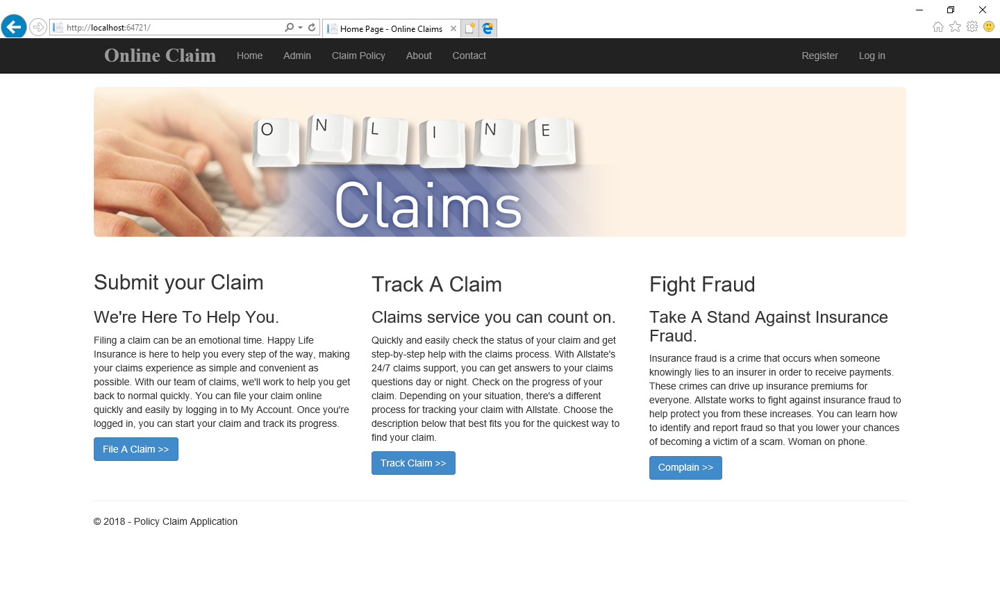 http://localhost:64721/
Home Page - Online Claims
Online Claim
Home
Admin
Claim Policy
About
Contact
Register
Log in
O N L I N E
Claims
Submit your Claim
We're Here To Help You.
Filing a claim can be an emotional time. Happy Life
Insurance is here to help you every step of the way, making
your claims experience as simple and convenient as
possible. With our team of claims, we'll work to help you get
back to normal quickly. You can file your claim online
quickly and easily by logging in to My Account. Once you're
logged in, you can start your claim and track its progress.
File A Claim >>
Track A Claim
Claims service you can count on.
Quickly and easily check the status of your claim and get
step-by-step help with the claims process. With Allstate's
24/7 claims support, you can get answers to your claims
questions day or night. Check on the progress of your
claim. Depending on your situation, there's a different
process for tracking your claim with Allstate. Choose the
description below that best fits you for the quickest way to
find your claim.
Track Claim >>
Fight Fraud
Take A Stand Against Insurance
Fraud.
Insurance fraud is a crime that occurs when someone
knowingly lies to an insurer in order to receive payments.
These crimes can drive up insurance premiums for
everyone. Allstate works to fight against insurance fraud to
help protect you from these increases. You can learn how
to identify and report fraud so that you lower your chances
of becoming a victim of a scam. Woman on phone.
Complain >>
© 2018 - Policy Claim Application